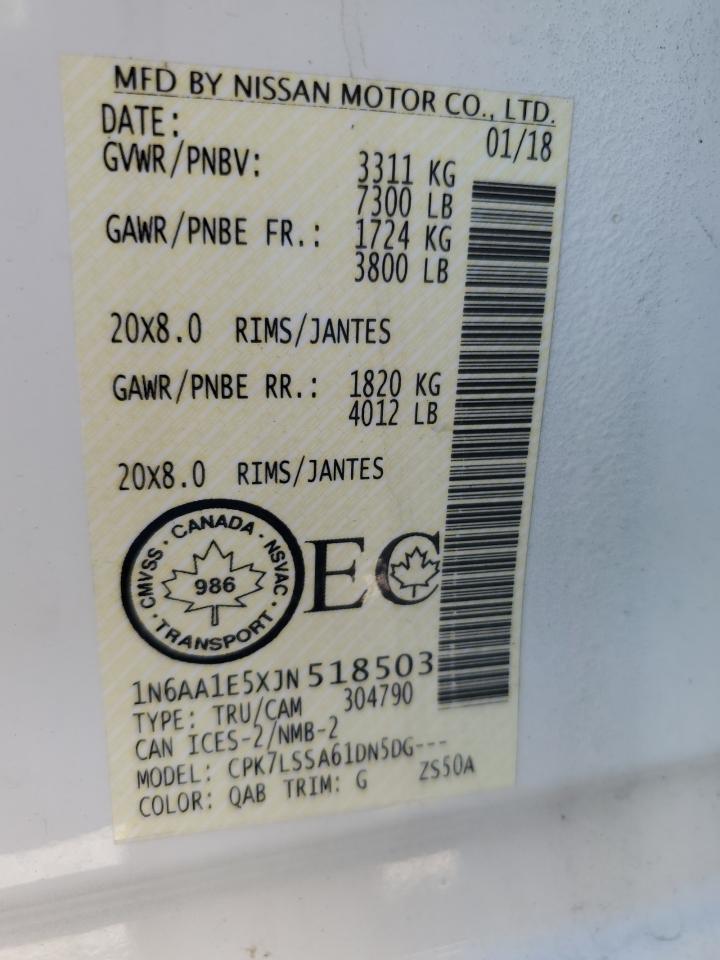 MFD BY NISSAN MOTOR CO., LTD.
DATE: 01/18
GVWR/PNBV: 3311 KG
7300 LB
GAWR/PNBE FR.: 1724 KG
3800 LB
20X8.0 RIMS/JANTES
GAWR/PNBE RR.: 1820 KG
4012 LB
20X8.0 RIMS/JANTES
CANADA · NSVAC · TRANSPORT · CMVSS ·
986
EC
1N6AA1E5XJN518503
TYPE: TRU/CAM 304790
CAN ICES-2/NMB-2
MODEL: CPK7LSSA61DN5DG---
COLOR: QAB TRIM: G ZS50A